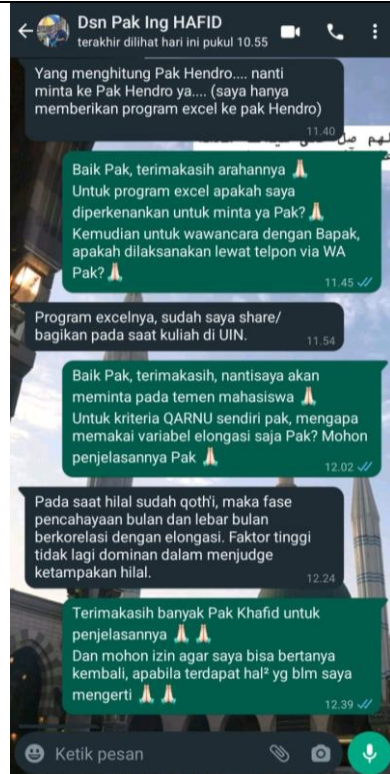 Dsn Pak Ing HAFID
terakhir dilihat hari ini pukul 10.55
Yang menghitung Pak Hendro.... nanti
minta ke Pak Hendro ya.... (saya hanya
memberikan program excel ke pak Hendro)
11.40
Baik Pak, terimakasih arahannya 🙏🏻
Untuk program excel apakah saya
diperkenankan untuk minta ya Pak? 🙏🏻
Kemudian untuk wawancara dengan Bapak,
apakah dilaksanakan lewat telpon via WA
Pak? 🙏🏻
11.45
Program excelnya, sudah saya share/
bagikan pada saat kuliah di UIN.
11.54
Baik Pak, terimakasih, nantisaya akan
meminta pada temen mahasiswa 🙏🏻
Untuk kriteria QARNU sendiri pak, mengapa
memakai variabel elongasi saja Pak? Mohon
penjelasannya Pak 🙏🏻
12.02
Pada saat hilal sudah qoth'i, maka fase
pencahayaan bulan dan lebar bulan
berkorelasi dengan elongasi. Faktor tinggi
tidak lagi dominan dalam menjudge
ketampakan hilal.
12.24
Terimakasih banyak Pak Khafid untuk
penjelasannya 🙏🏻 🙏🏻
Dan mohon izin agar saya bisa bertanya
kembali, apabila terdapat hal² yg blm saya
mengerti 🙏🏻 🙏🏻
12.39
Ketik pesan